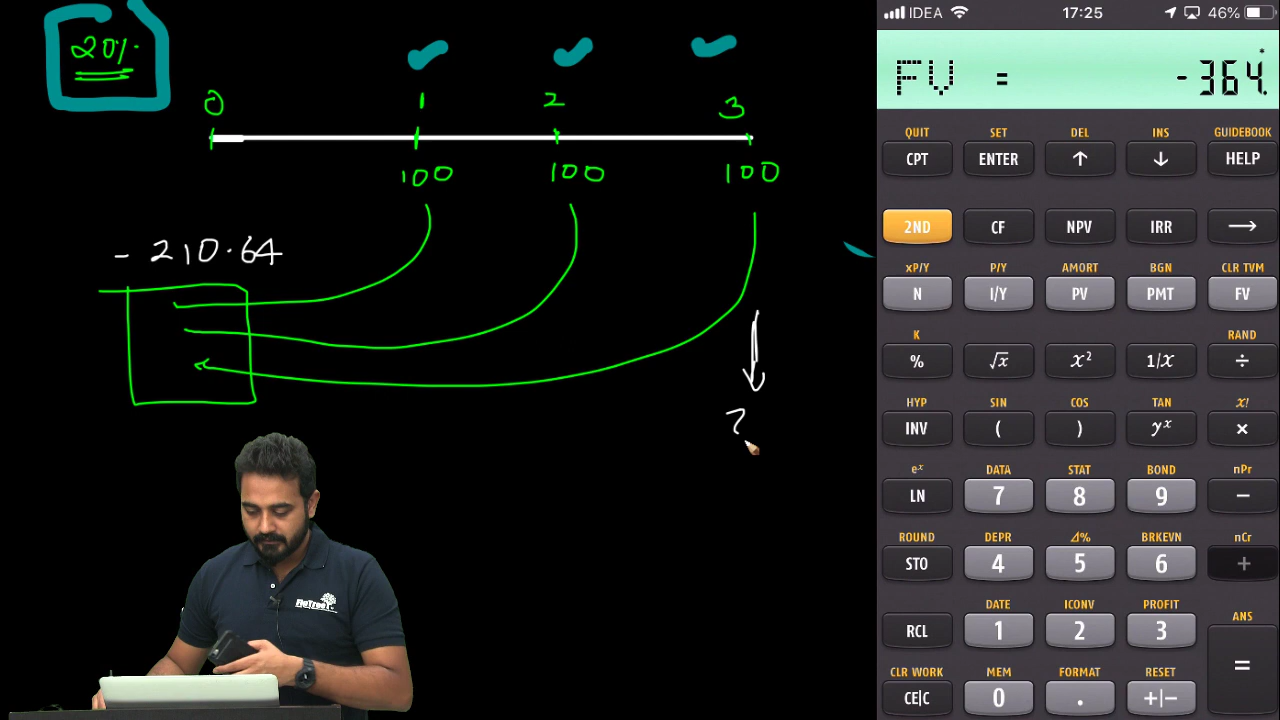 20%
0 1 2 3
100 100 100
- 210.64
?
FinTree
IDEA 17:25 46%
FV = -364.
QUIT SET DEL INS GUIDEBOOK
CPT ENTER ↑ ↓ HELP
2ND CF NPV IRR →
xP/Y P/Y AMORT BGN CLR TVM
N I/Y PV PMT FV
K RAND
% √x x² 1/X ÷
HYP SIN COS TAN x!
INV ( ) yˣ ×
eˣ DATA STAT BOND nPr
LN 7 8 9 −
ROUND DEPR Δ% BRKEVN nCr
STO 4 5 6 +
DATE ICONV PROFIT ANS
RCL 1 2 3 =
CLR WORK MEM FORMAT RESET
CE|C 0 . +|−